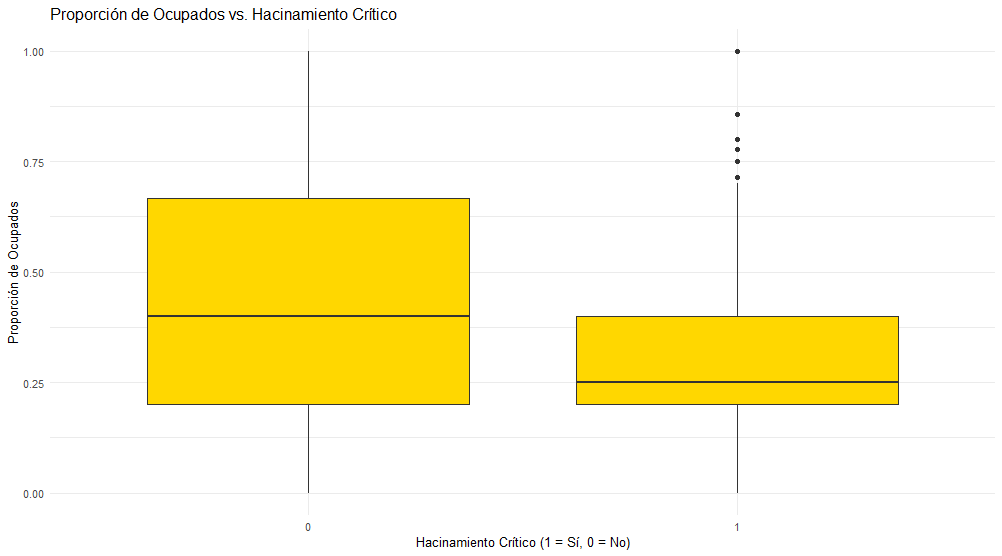 Proporción de Ocupados vs. Hacinamiento Crítico
Proporción de Ocupados
1.00
0.75
0.50
0.25
0.00
0
1
Hacinamiento Crítico (1 = Sí, 0 = No)